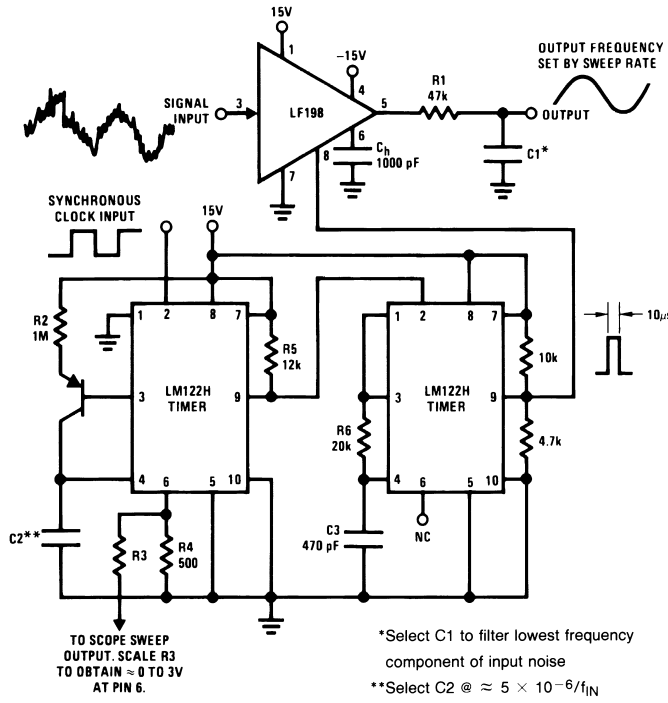 15V
1
-15V
4
OUTPUT FREQUENCY
SET BY SWEEP RATE
R1
47k
SIGNAL
INPUT
3
LF198
5
OUTPUT
6
8
7
Ch
1000 pF
C1*
SYNCHRONOUS
CLOCK INPUT
15V
R2
1M
1
2
8
7
R5
12k
LM122H
TIMER
3
9
4
6
5
10
C2**
R3
R4
500
1
2
8
7
10k
LM122H
TIMER
3
9
R6
20k
4.7k
4
6
5
10
C3
470 pF
NC
10μs
TO SCOPE SWEEP
OUTPUT. SCALE R3
TO OBTAIN ≈ 0 TO 3V
AT PIN 6.
*Select C1 to filter lowest frequency
component of input noise
**Select C2 @ ≈ 5 × 10⁻⁶/fIN